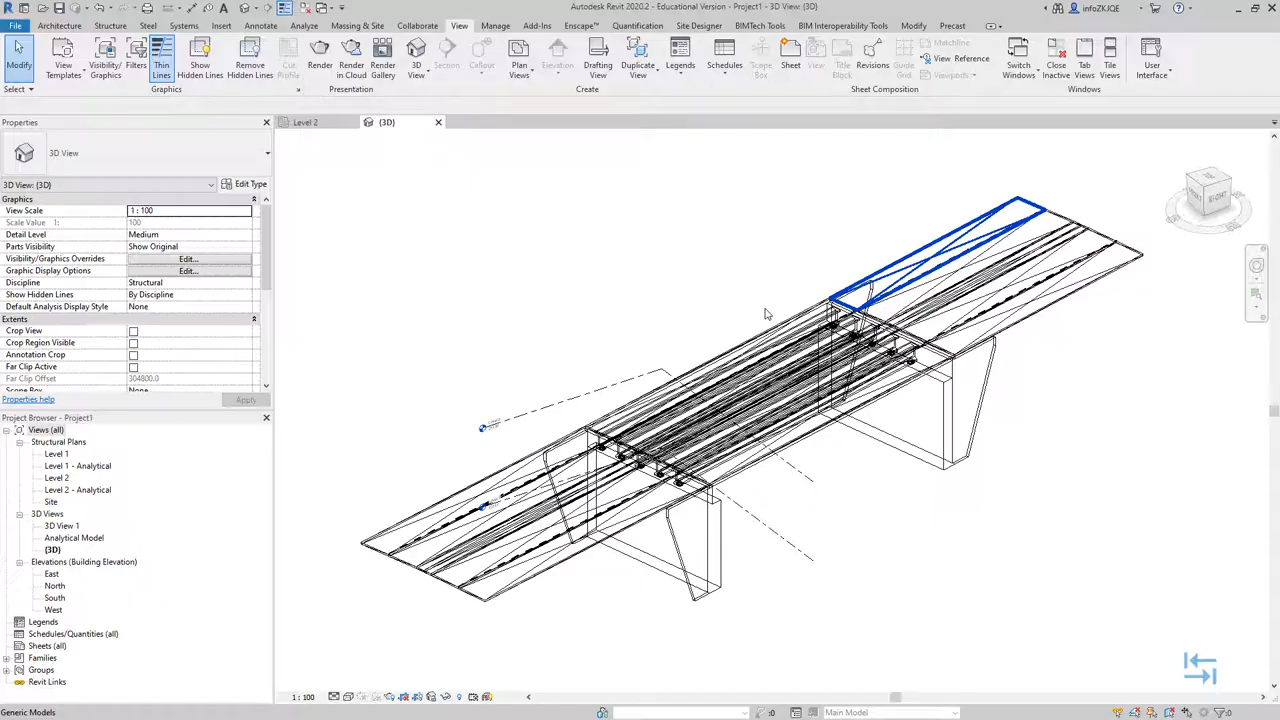 Autodesk Revit 2020.2 - Educational Version - Project1 - 3D View: {3D}
infoZKJQE
File Architecture Structure Steel Systems Insert Annotate Analyze Massing & Site Collaborate View Manage Add-Ins Enscape™ Quantification Site Designer BIMTech Tools BIM Interoperability Tools Modify Precast
Modify
View Templates
Visibility/ Graphics
Filters
Thin Lines
Show Hidden Lines
Remove Hidden Lines
Cut Profile
Render
Render in Cloud
Render Gallery
3D View
Section
Callout
Plan Views
Elevation
Drafting View
Duplicate View
Legends
Schedules
Scope Box
Sheet
View
Title Block
Revisions
Guide Grid
Matchline
View Reference
Viewports
Switch Windows
Close Inactive
Tab Views
Tile Views
User Interface
Select
Graphics
Presentation
Create
Sheet Composition
Windows
Properties
Level 2
{3D}
3D View
3D View: {3D}
Edit Type
Graphics
View Scale 1 : 100
Scale Value 1: 100
Detail Level Medium
Parts Visibility Show Original
Visibility/Graphics Overrides Edit...
Graphic Display Options Edit...
Discipline Structural
Show Hidden Lines By Discipline
Default Analysis Display Style None
Extents
Crop View
Crop Region Visible
Annotation Crop
Far Clip Active
Far Clip Offset 304800.0
Scope Box None
Properties help
Apply
Project Browser - Project1
Views (all)
Structural Plans
Level 1
Level 1 - Analytical
Level 2
Level 2 - Analytical
Site
3D Views
3D View 1
Analytical Model
{3D}
Elevations (Building Elevation)
East
North
South
West
Legends
Schedules/Quantities (all)
Sheets (all)
Families
Groups
Revit Links
RIGHT
1 : 100
Generic Models
:0
Main Model
:0